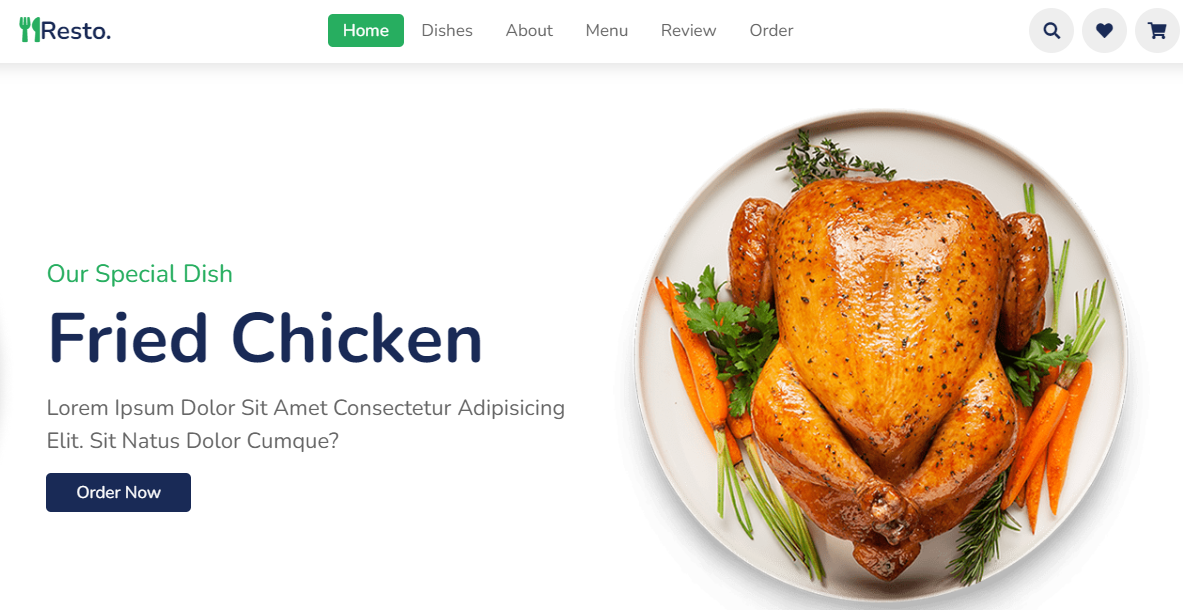 Resto.
Home Dishes About Menu Review Order
Our Special Dish
Fried Chicken
Lorem Ipsum Dolor Sit Amet Consectetur Adipisicing
Elit. Sit Natus Dolor Cumque?
Order Now